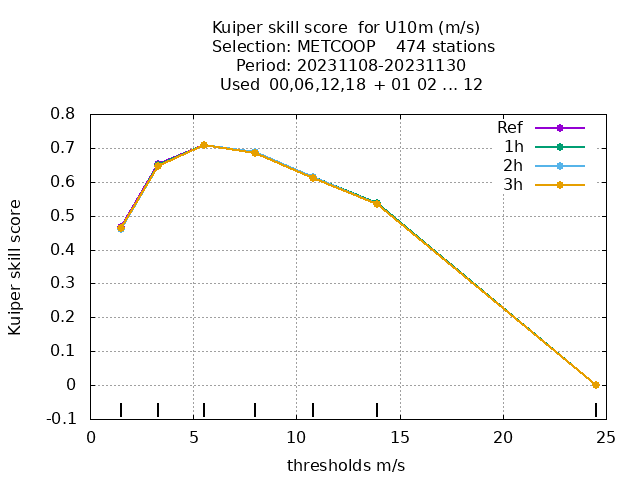 Kuiper skill score  for U10m (m/s)
Selection: METCOOP    474 stations
Period: 20231108-20231130
Used  00,06,12,18  + 01 02 ... 12
Kuiper skill score
0.8
0.7
0.6
0.5
0.4
0.3
0.2
0.1
0
-0.1
Ref
1h
2h
3h
0 5 10 15 20 25
thresholds m/s